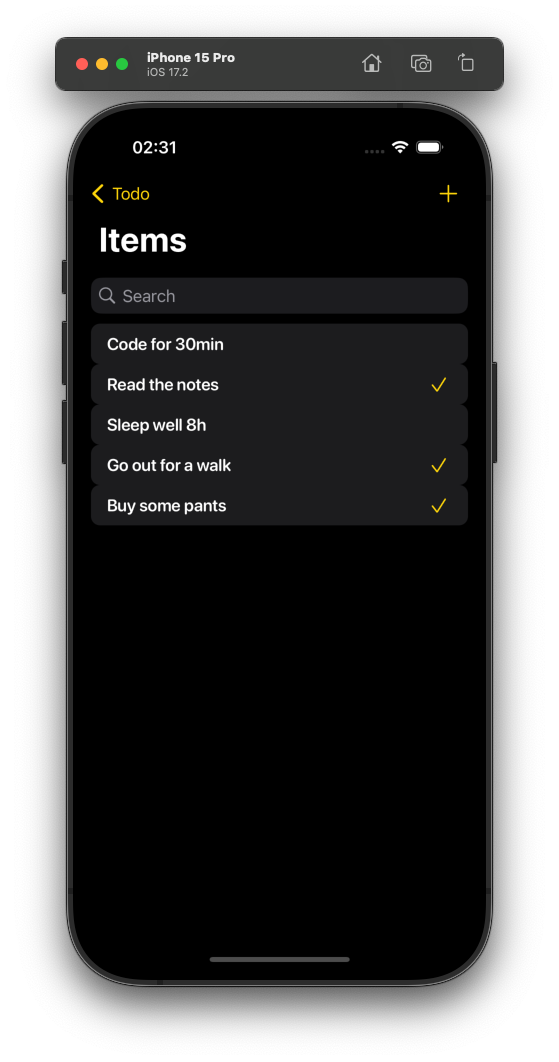 iPhone 15 Pro
iOS 17.2
02:31
Todo
Items
Search
Code for 30min
Read the notes
Sleep well 8h
Go out for a walk
Buy some pants